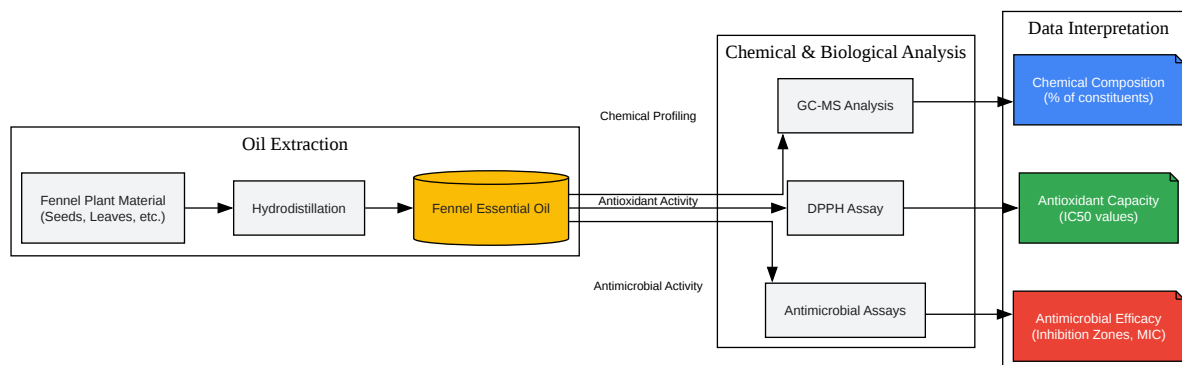 Oil Extraction
Fennel Plant Material
(Seeds, Leaves, etc.)
Hydrodistillation
Fennel Essential Oil
Chemical Profiling
Antioxidant Activity
Antimicrobial Activity
Chemical & Biological Analysis
GC-MS Analysis
DPPH Assay
Antimicrobial Assays
Data Interpretation
Chemical Composition
(% of constituents)
Antioxidant Capacity
(IC50 values)
Antimicrobial Efficacy
(Inhibition Zones, MIC)